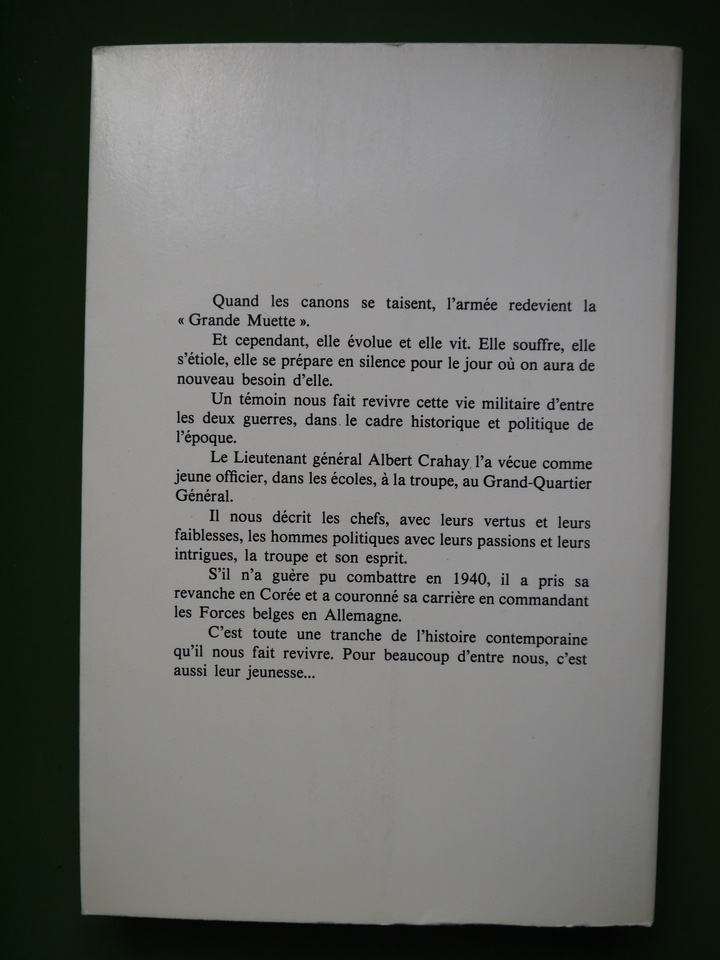 Quand les canons se taisent, l'armée redevient la
« Grande Muette ».
Et cependant, elle évolue et elle vit. Elle souffre, elle
s'étiole, elle se prépare en silence pour le jour où on aura de
nouveau besoin d'elle.
Un témoin nous fait revivre cette vie militaire d'entre
les deux guerres, dans le cadre historique et politique de
l'époque.
Le Lieutenant général Albert Crahay l'a vécue comme
jeune officier, dans les écoles, à la troupe, au Grand-Quartier
Général.
Il nous décrit les chefs, avec leurs vertus et leurs
faiblesses, les hommes politiques avec leurs passions et leurs
intrigues, la troupe et son esprit.
S'il n'a guère pu combattre en 1940, il a pris sa
revanche en Corée et a couronné sa carrière en commandant
les Forces belges en Allemagne.
C'est toute une tranche de l'histoire contemporaine
qu'il nous fait revivre. Pour beaucoup d'entre nous, c'est
aussi leur jeunesse...